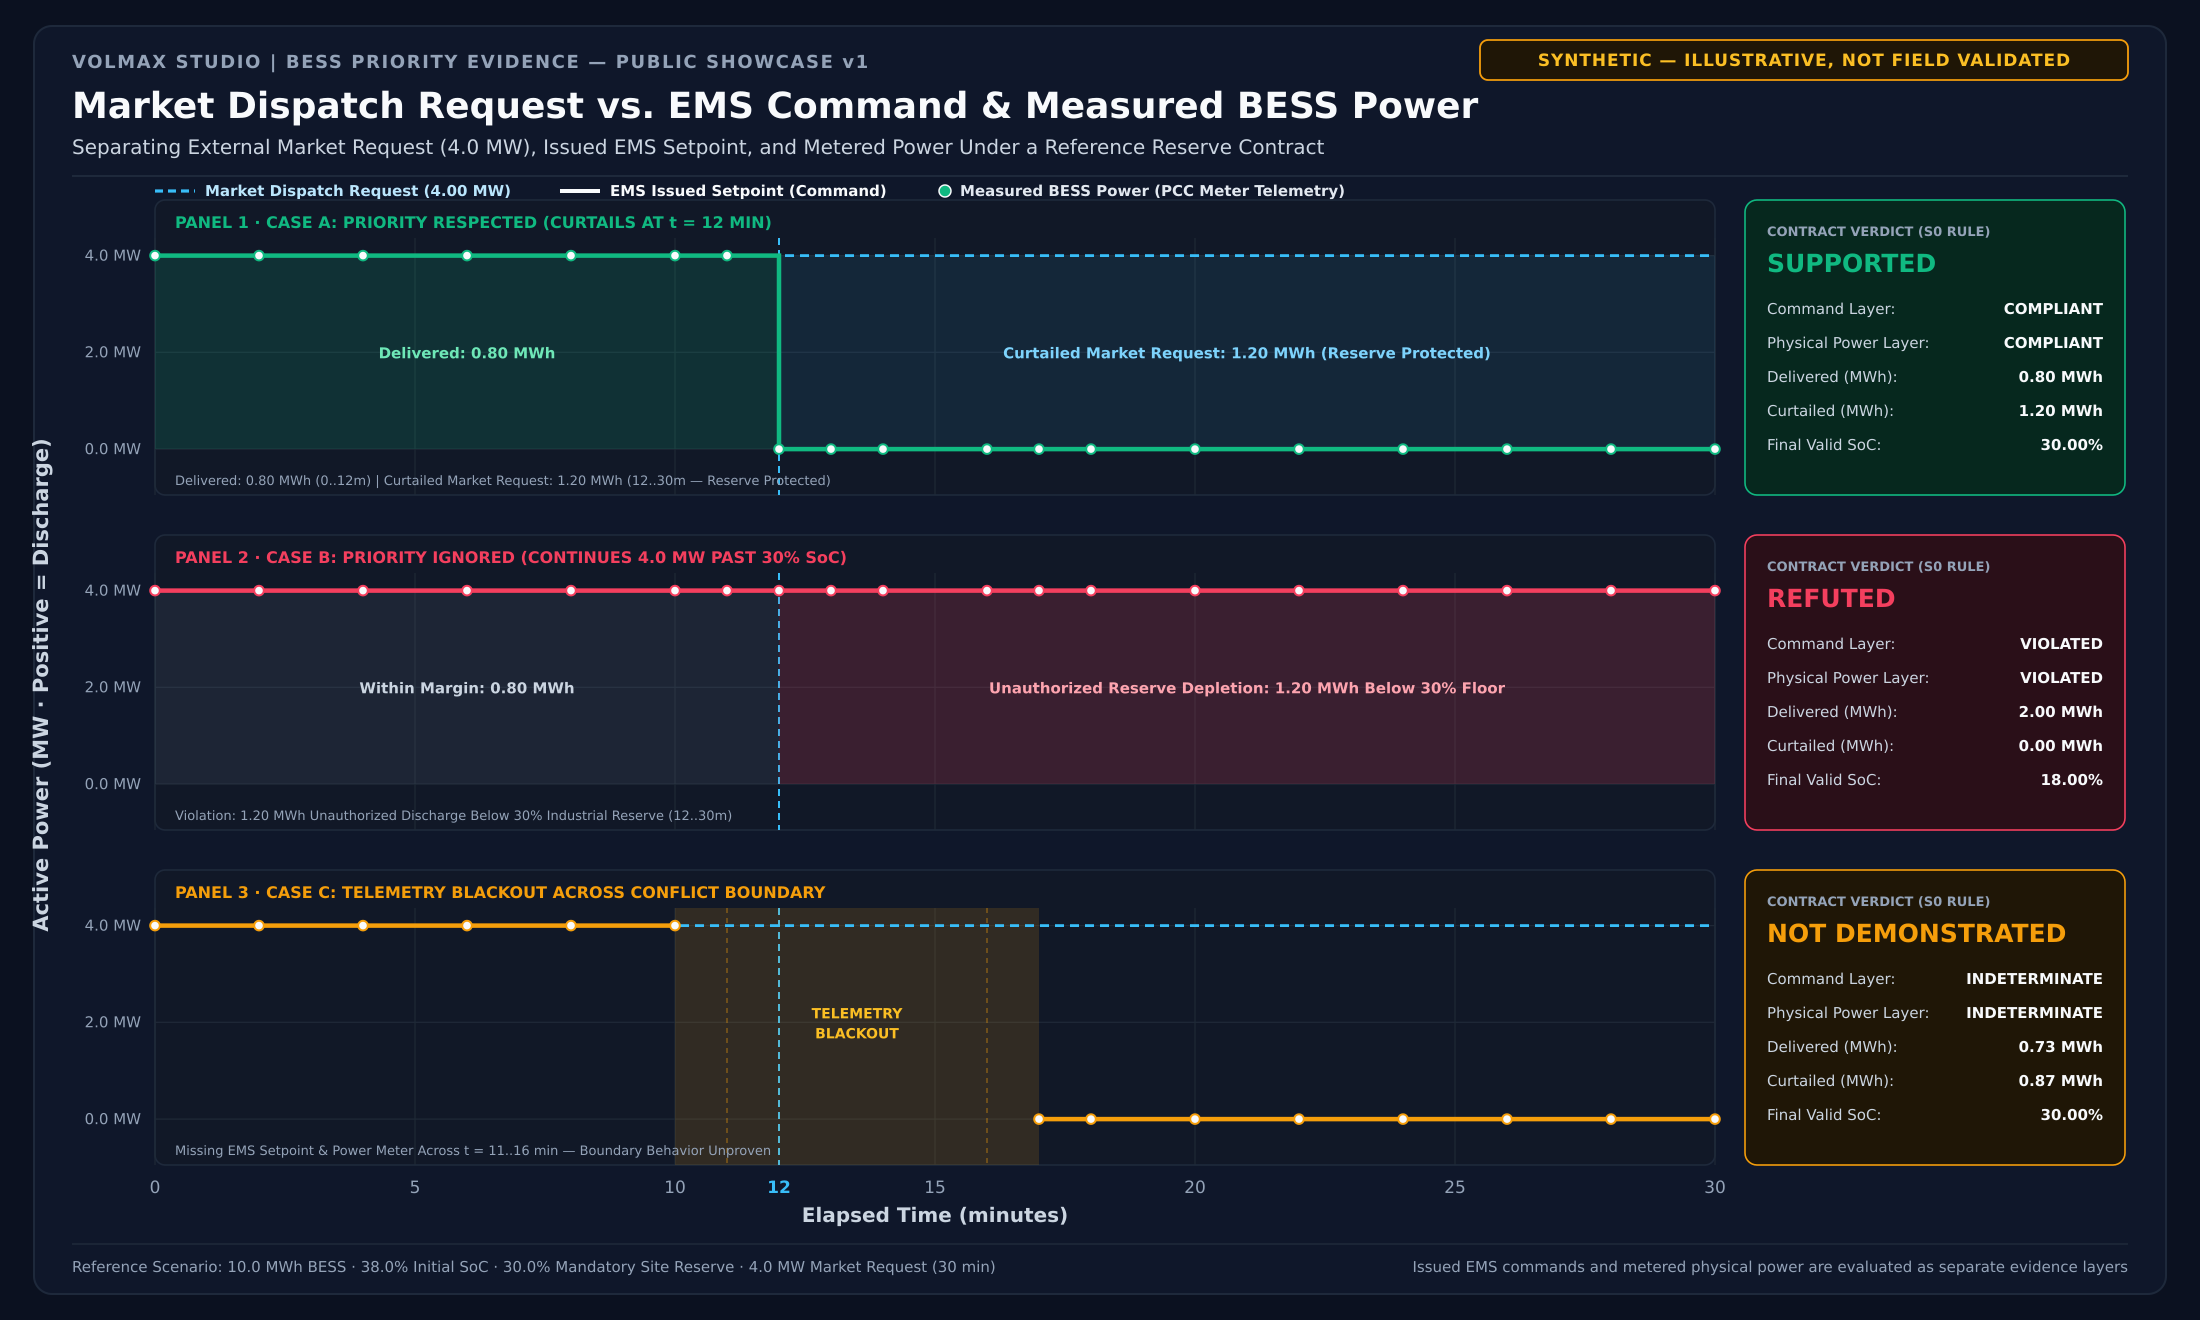 VOLMAX STUDIO | BESS PRIORITY EVIDENCE — PUBLIC SHOWCASE v1
SYNTHETIC — ILLUSTRATIVE, NOT FIELD VALIDATED
Market Dispatch Request vs. EMS Command & Measured BESS Power
Separating External Market Request (4.0 MW), Issued EMS Setpoint, and Metered Power Under a Reference Reserve Contract
Market Dispatch Request (4.00 MW)
EMS Issued Setpoint (Command)
Measured BESS Power (PCC Meter Telemetry)
Active Power (MW · Positive = Discharge)
PANEL 1 · CASE A: PRIORITY RESPECTED (CURTAILS AT t = 12 MIN)
4.0 MW
2.0 MW
0.0 MW
Delivered: 0.80 MWh
Curtailed Market Request: 1.20 MWh (Reserve Protected)
Delivered: 0.80 MWh (0..12m) | Curtailed Market Request: 1.20 MWh (12..30m — Reserve Protected)
CONTRACT VERDICT (S0 RULE)
SUPPORTED
Command Layer: COMPLIANT
Physical Power Layer: COMPLIANT
Delivered (MWh): 0.80 MWh
Curtailed (MWh): 1.20 MWh
Final Valid SoC: 30.00%
PANEL 2 · CASE B: PRIORITY IGNORED (CONTINUES 4.0 MW PAST 30% SoC)
4.0 MW
2.0 MW
0.0 MW
Within Margin: 0.80 MWh
Unauthorized Reserve Depletion: 1.20 MWh Below 30% Floor
Violation: 1.20 MWh Unauthorized Discharge Below 30% Industrial Reserve (12..30m)
CONTRACT VERDICT (S0 RULE)
REFUTED
Command Layer: VIOLATED
Physical Power Layer: VIOLATED
Delivered (MWh): 2.00 MWh
Curtailed (MWh): 0.00 MWh
Final Valid SoC: 18.00%
PANEL 3 · CASE C: TELEMETRY BLACKOUT ACROSS CONFLICT BOUNDARY
4.0 MW
2.0 MW
0.0 MW
TELEMETRY
BLACKOUT
Missing EMS Setpoint & Power Meter Across t = 11..16 min — Boundary Behavior Unproven
CONTRACT VERDICT (S0 RULE)
NOT DEMONSTRATED
Command Layer: INDETERMINATE
Physical Power Layer: INDETERMINATE
Delivered (MWh): 0.73 MWh
Curtailed (MWh): 0.87 MWh
Final Valid SoC: 30.00%
0 5 10 12 15 20 25 30
Elapsed Time (minutes)
Reference Scenario: 10.0 MWh BESS · 38.0% Initial SoC · 30.0% Mandatory Site Reserve · 4.0 MW Market Request (30 min)
Issued EMS commands and metered physical power are evaluated as separate evidence layers